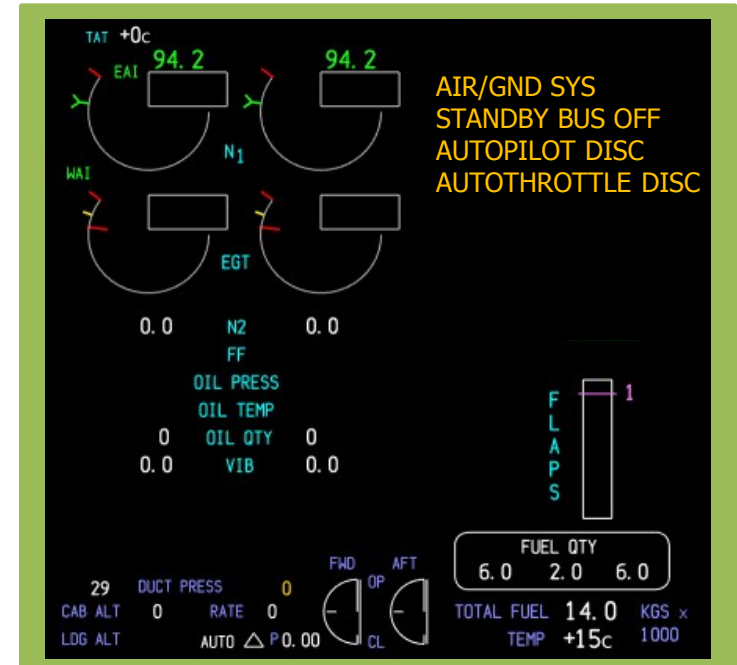 TAT +0c
EAI 94.2 94.2
AIR/GND SYS
STANDBY BUS OFF
AUTOPILOT DISC
AUTOTHROTTLE DISC
N1
WAI
EGT
0.0 N2 0.0
FF
OIL PRESS
OIL TEMP
0 OIL QTY 0
0.0 VIB 0.0
1
FLAPS
FUEL QTY
6.0 2.0 6.0
TOTAL FUEL 14.0 KGS x
TEMP +15c 1000
FWD AFT
29 DUCT PRESS 0 OP
CAB ALT 0 RATE 0
LDG ALT AUTO △ P 0.00 CL